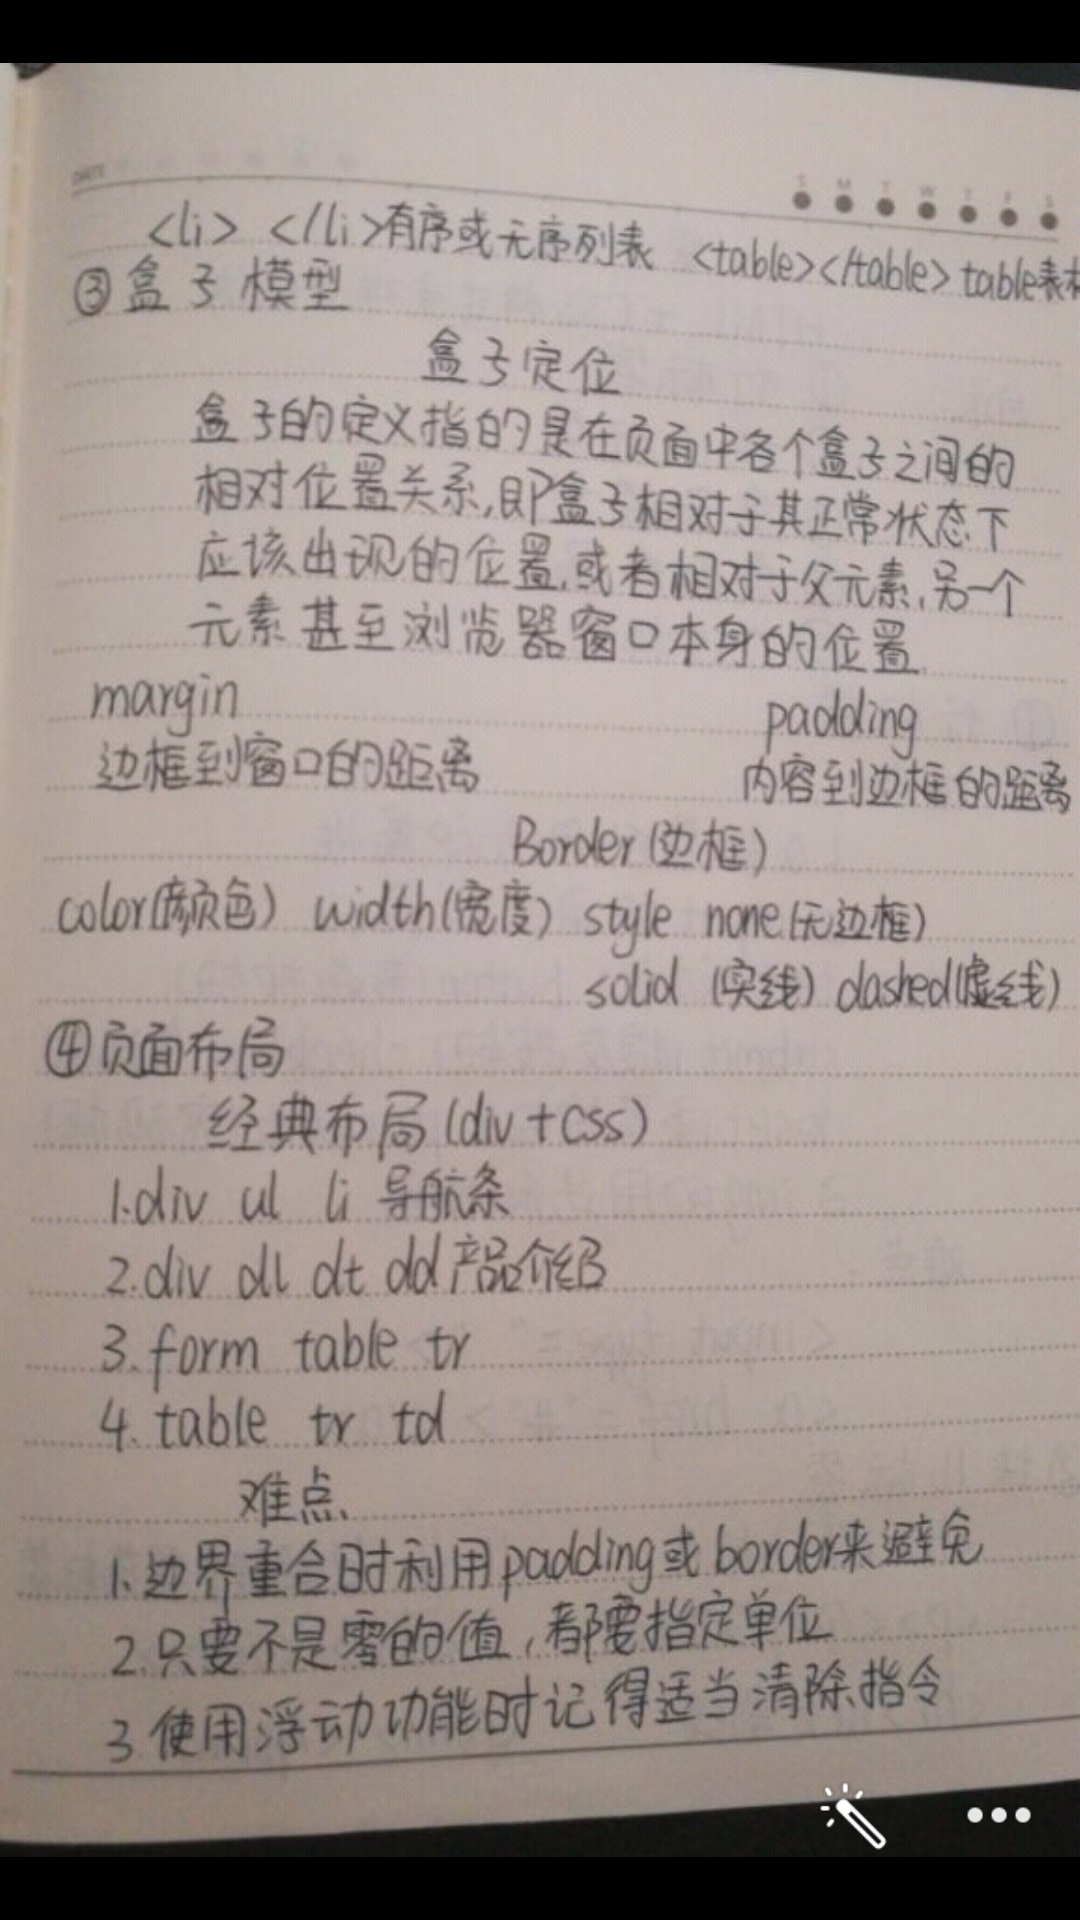 DATE
S M T W T F S
<li> </li>有序或无序列表 <table></table> table表格
③盒子模型
盒子定位
盒子的定义指的是在页面中各个盒子之间的
相对位置关系,即盒子相对于其正常状态下
应该出现的位置,或者相对于父元素,另一个
元素甚至浏览器窗口本身的位置
margin padding
边框到窗口的距离 内容到边框的距离
Border(边框)
color(颜色) width(宽度) style none(无边框)
solid (实线) dashed(虚线)
④页面布局
经典布局(div+css)
1.div ul li 导航条
2.div dl dt dd产品介绍
3.form table tr
4.table tr td
难点
1.边界重合时利用padding或border来避免
2.只要不是零的值,都要指定单位
3 使用浮动功能时记得适当清除指令